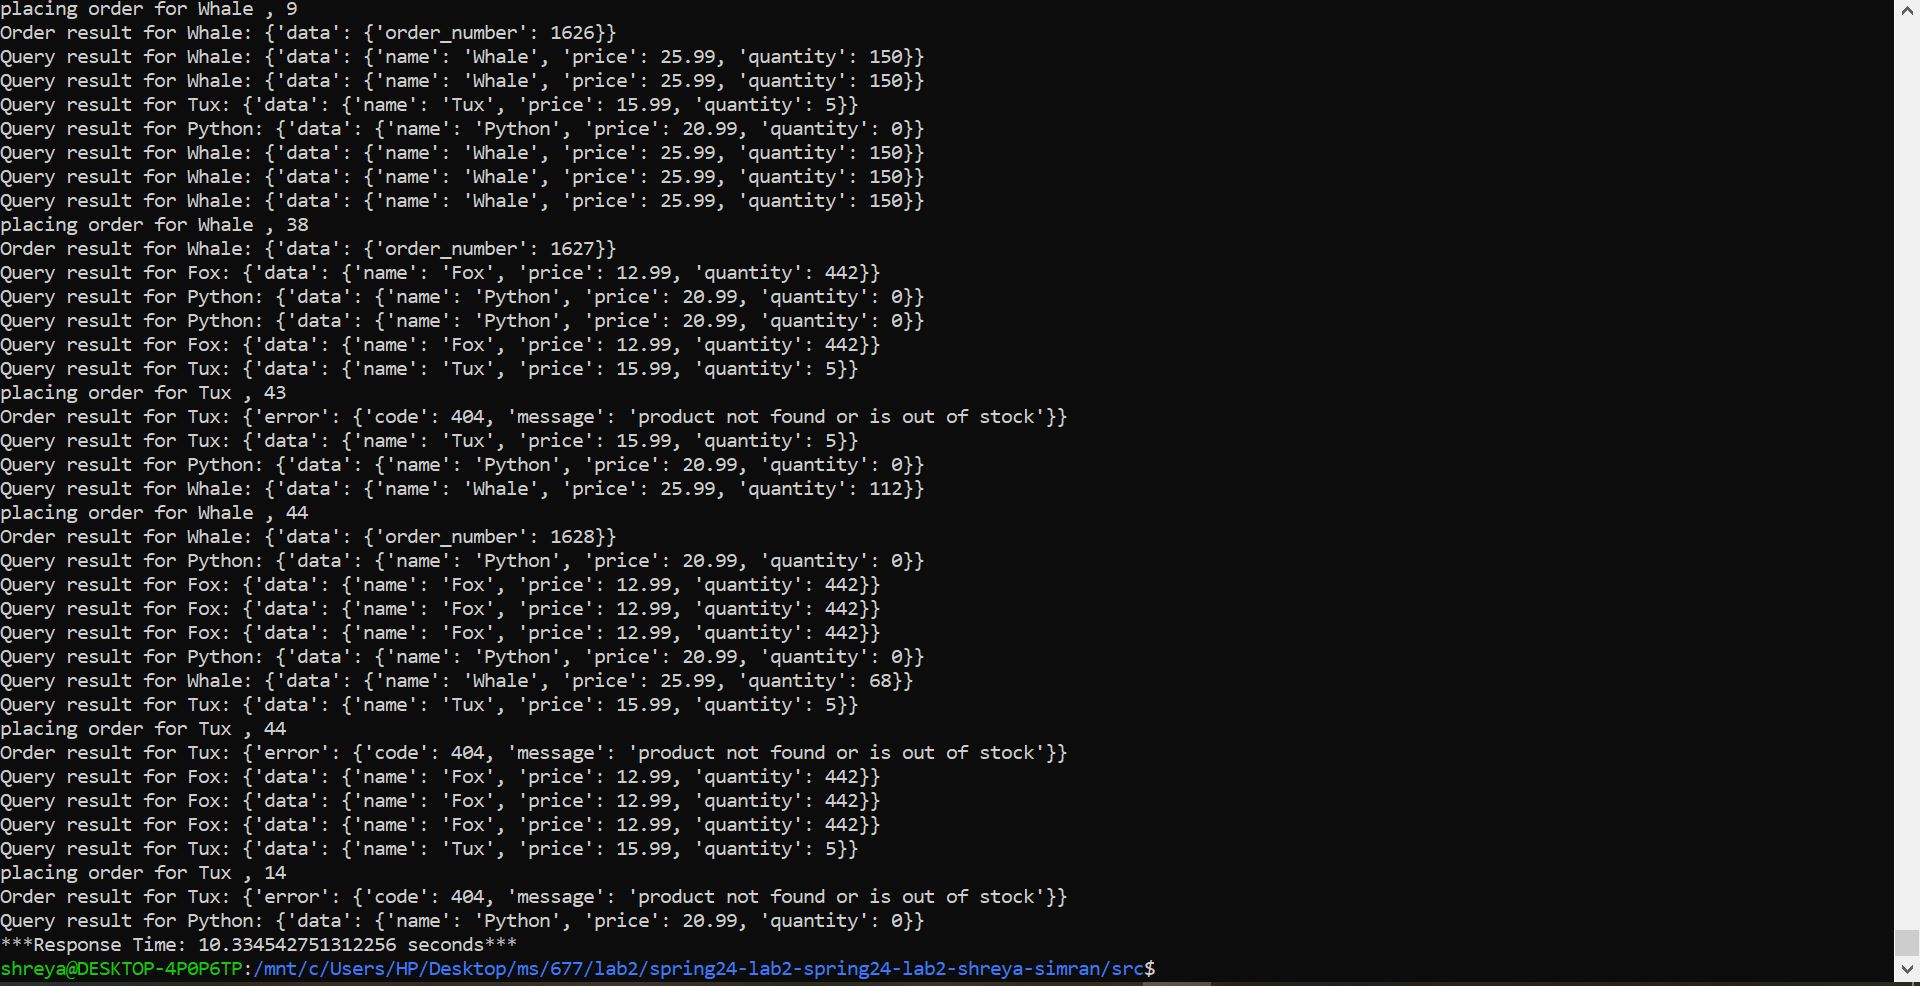 placing order for Whale , 9
Order result for Whale: {'data': {'order_number': 1626}}
Query result for Whale: {'data': {'name': 'Whale', 'price': 25.99, 'quantity': 150}}
Query result for Whale: {'data': {'name': 'Whale', 'price': 25.99, 'quantity': 150}}
Query result for Tux: {'data': {'name': 'Tux', 'price': 15.99, 'quantity': 5}}
Query result for Python: {'data': {'name': 'Python', 'price': 20.99, 'quantity': 0}}
Query result for Whale: {'data': {'name': 'Whale', 'price': 25.99, 'quantity': 150}}
Query result for Whale: {'data': {'name': 'Whale', 'price': 25.99, 'quantity': 150}}
Query result for Whale: {'data': {'name': 'Whale', 'price': 25.99, 'quantity': 150}}
placing order for Whale , 38
Order result for Whale: {'data': {'order_number': 1627}}
Query result for Fox: {'data': {'name': 'Fox', 'price': 12.99, 'quantity': 442}}
Query result for Python: {'data': {'name': 'Python', 'price': 20.99, 'quantity': 0}}
Query result for Python: {'data': {'name': 'Python', 'price': 20.99, 'quantity': 0}}
Query result for Fox: {'data': {'name': 'Fox', 'price': 12.99, 'quantity': 442}}
Query result for Tux: {'data': {'name': 'Tux', 'price': 15.99, 'quantity': 5}}
placing order for Tux , 43
Order result for Tux: {'error': {'code': 404, 'message': 'product not found or is out of stock'}}
Query result for Tux: {'data': {'name': 'Tux', 'price': 15.99, 'quantity': 5}}
Query result for Python: {'data': {'name': 'Python', 'price': 20.99, 'quantity': 0}}
Query result for Whale: {'data': {'name': 'Whale', 'price': 25.99, 'quantity': 112}}
placing order for Whale , 44
Order result for Whale: {'data': {'order_number': 1628}}
Query result for Python: {'data': {'name': 'Python', 'price': 20.99, 'quantity': 0}}
Query result for Fox: {'data': {'name': 'Fox', 'price': 12.99, 'quantity': 442}}
Query result for Fox: {'data': {'name': 'Fox', 'price': 12.99, 'quantity': 442}}
Query result for Fox: {'data': {'name': 'Fox', 'price': 12.99, 'quantity': 442}}
Query result for Python: {'data': {'name': 'Python', 'price': 20.99, 'quantity': 0}}
Query result for Whale: {'data': {'name': 'Whale', 'price': 25.99, 'quantity': 68}}
Query result for Tux: {'data': {'name': 'Tux', 'price': 15.99, 'quantity': 5}}
placing order for Tux , 44
Order result for Tux: {'error': {'code': 404, 'message': 'product not found or is out of stock'}}
Query result for Fox: {'data': {'name': 'Fox', 'price': 12.99, 'quantity': 442}}
Query result for Fox: {'data': {'name': 'Fox', 'price': 12.99, 'quantity': 442}}
Query result for Fox: {'data': {'name': 'Fox', 'price': 12.99, 'quantity': 442}}
Query result for Tux: {'data': {'name': 'Tux', 'price': 15.99, 'quantity': 5}}
placing order for Tux , 14
Order result for Tux: {'error': {'code': 404, 'message': 'product not found or is out of stock'}}
Query result for Python: {'data': {'name': 'Python', 'price': 20.99, 'quantity': 0}}
***Response Time: 10.334542751312256 seconds***
shreya@DESKTOP-4P0P6TP:/mnt/c/Users/HP/Desktop/ms/677/lab2/spring24-lab2-spring24-lab2-shreya-simran/src$